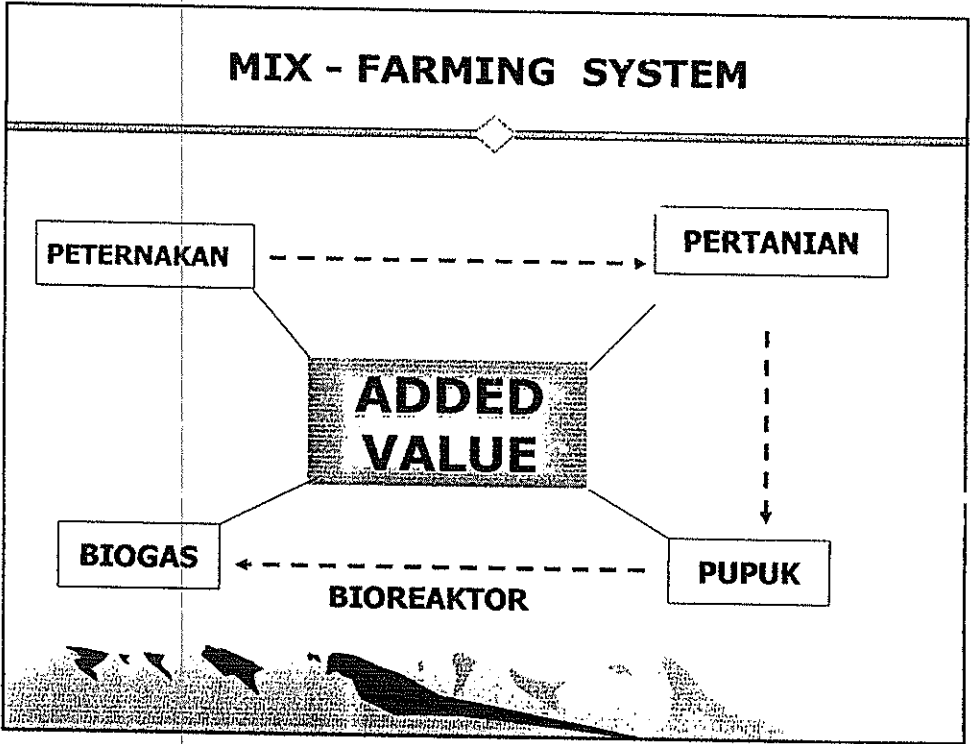 MIX - FARMING SYSTEM
PETERNAKAN
PERTANIAN
ADDED
VALUE
BIOGAS
PUPUK
BIOREAKTOR